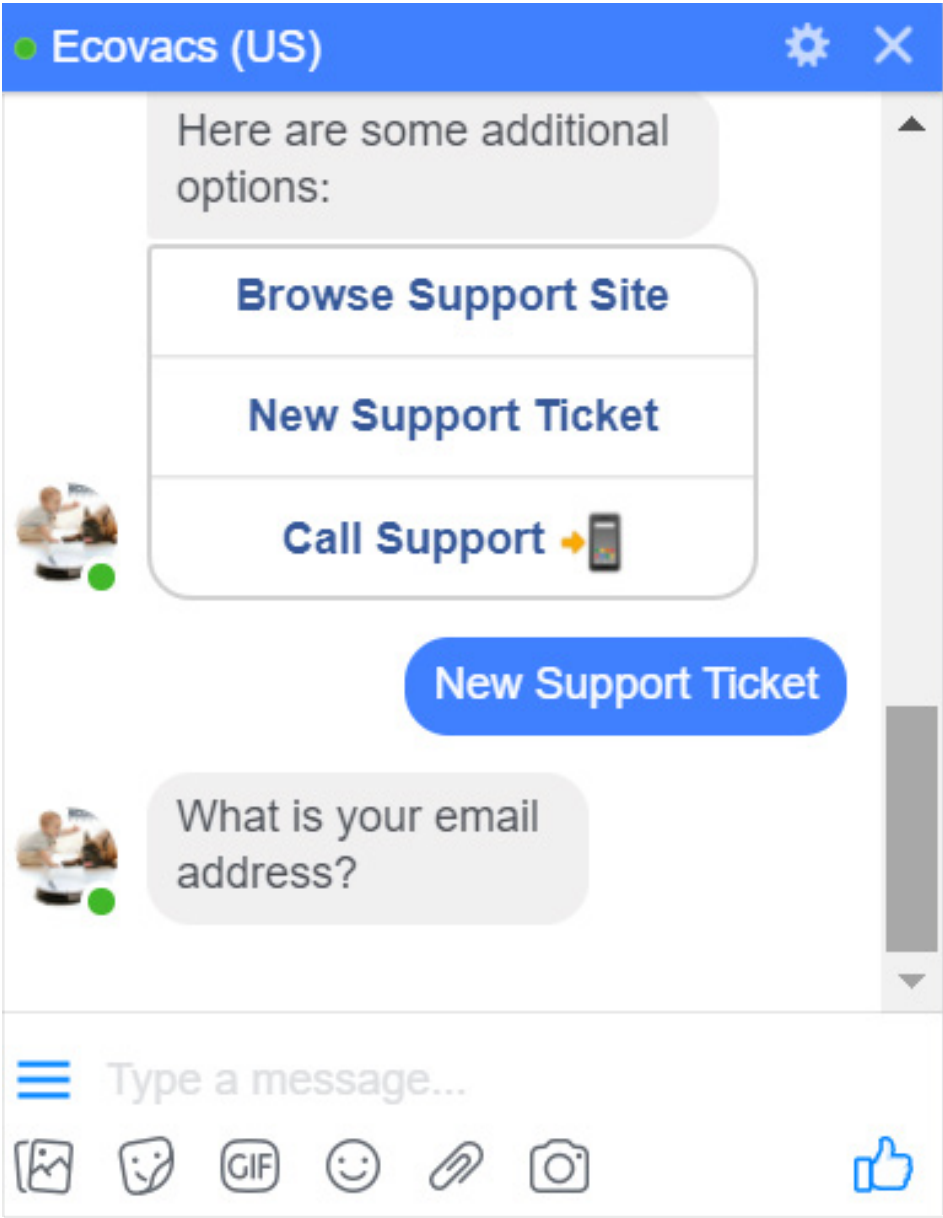 Ecovacs (US)
Here are some additional
options:
Browse Support Site
New Support Ticket
Call Support
New Support Ticket
What is your email
address?
Type a message...
GIF